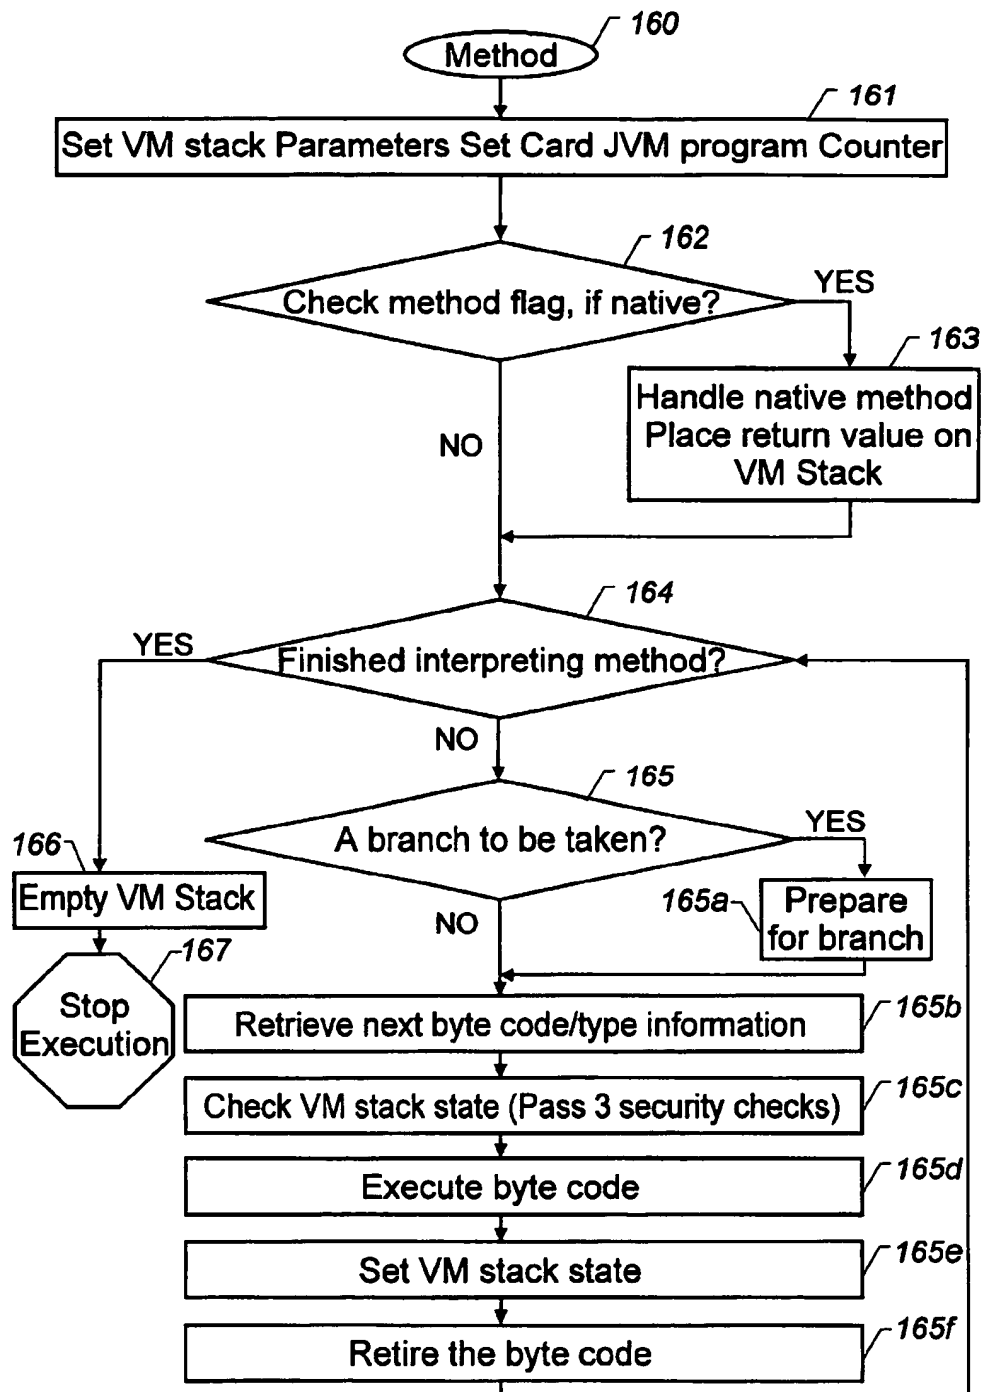 160
Method
161
Set VM stack Parameters Set Card JVM program Counter
162
Check method flag, if native?
YES
163
Handle native method
Place return value on
VM Stack
NO
164
YES
Finished interpreting method?
NO
165
A branch to be taken?
YES
166
Empty VM Stack
165a
Prepare
for branch
NO
167
Stop
Execution
Retrieve next byte code/type information
165b
Check VM stack state (Pass 3 security checks)
165c
Execute byte code
165d
Set VM stack state
165e
Retire the byte code
165f